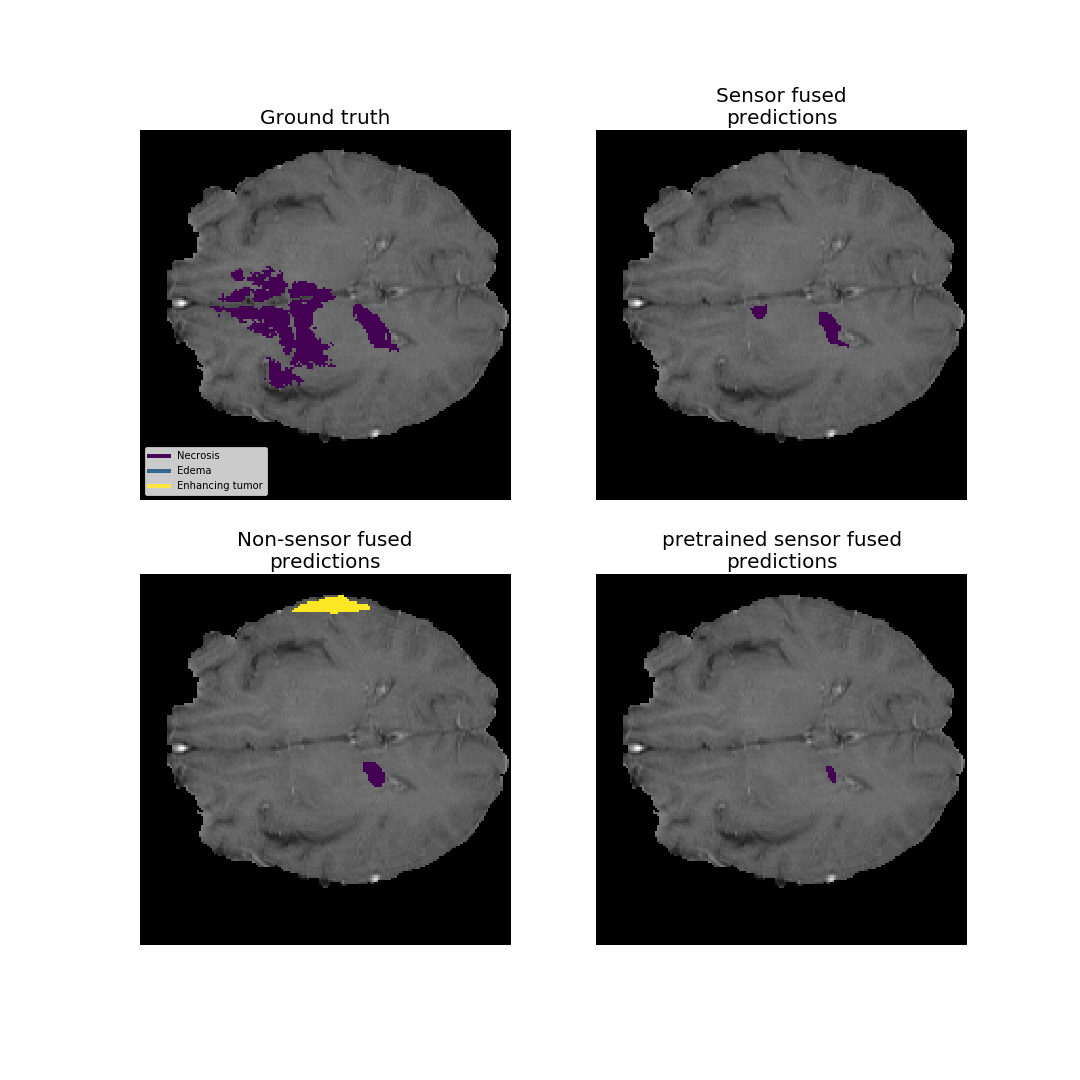 Ground truth
Sensor fused
predictions
Necrosis
Edema
Enhancing tumor
Non-sensor fused
predictions
pretrained sensor fused
predictions